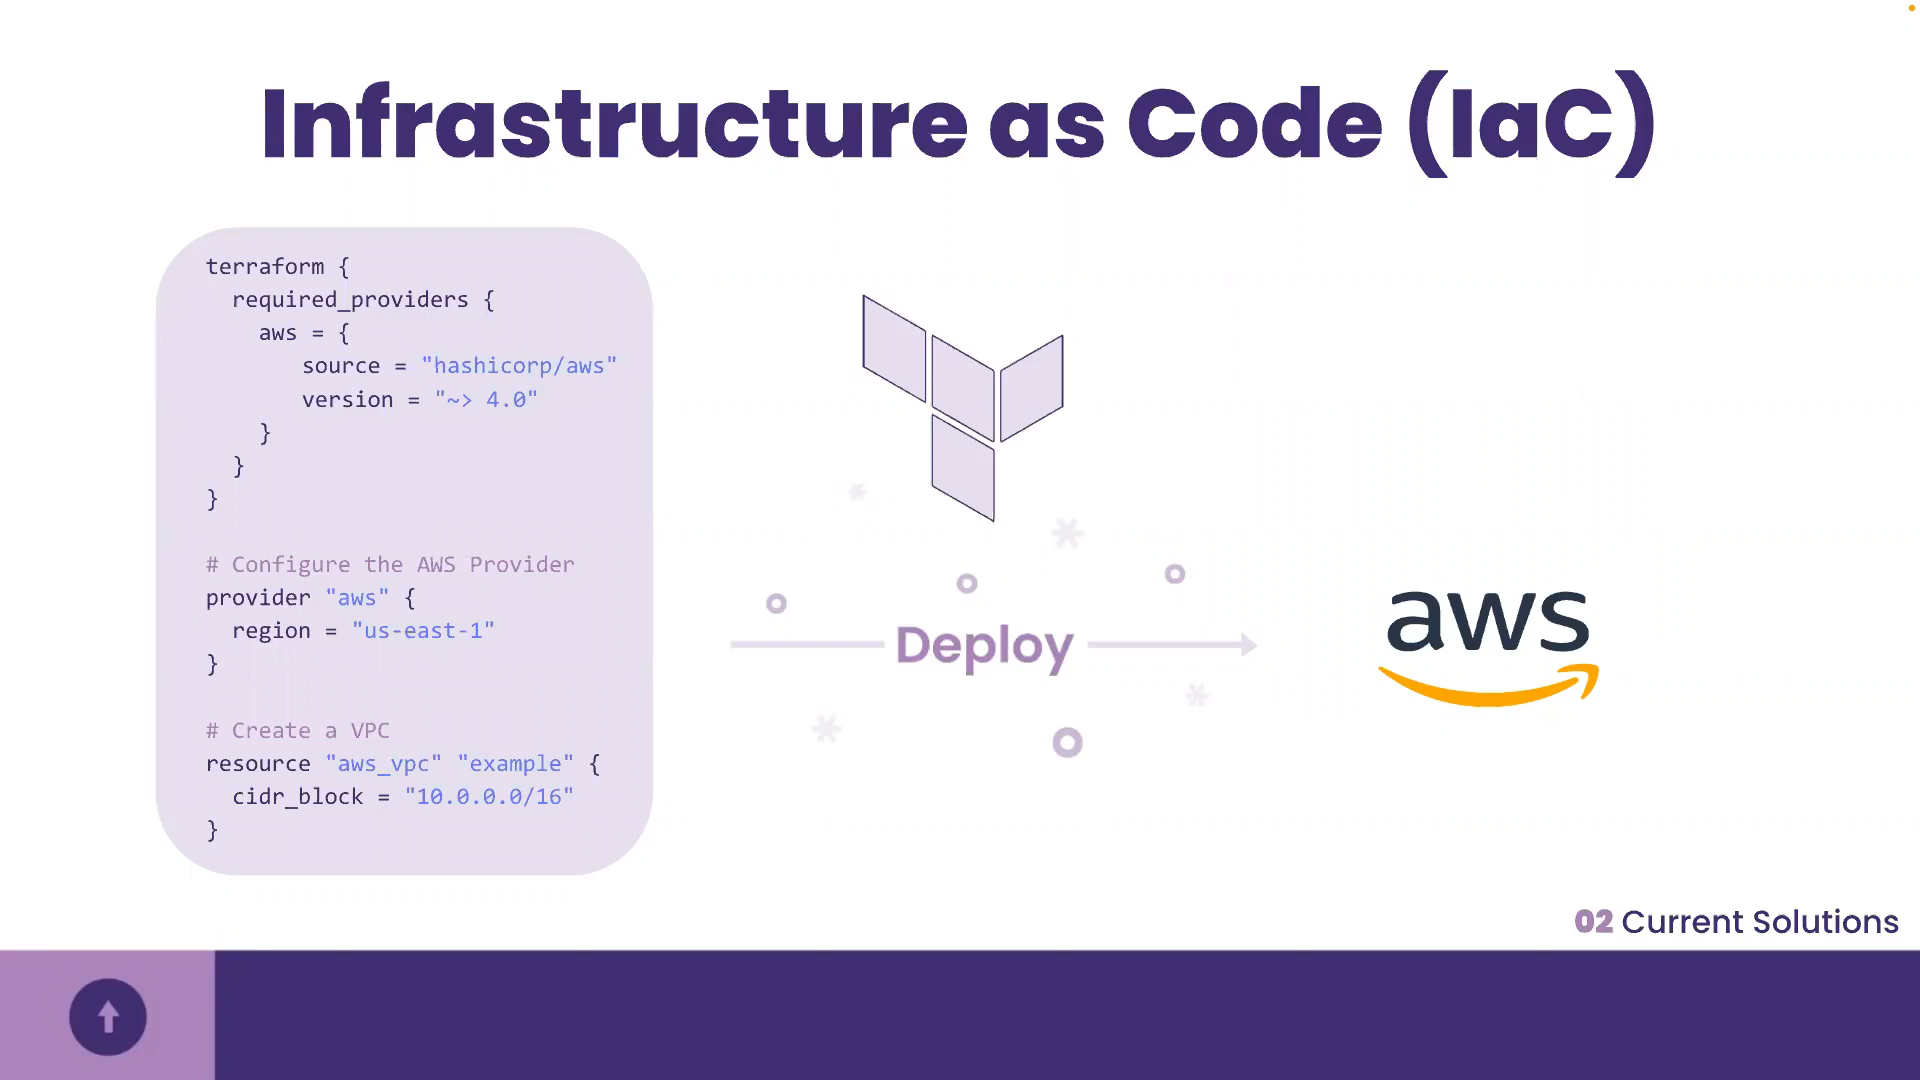 Infrastructure as Code (IaC)
terraform {
  required_providers {
    aws = {
       source = "hashicorp/aws"
       version = "~> 4.0"
    }
  }
}

# Configure the AWS Provider
provider "aws" {
  region = "us-east-1"
}

# Create a VPC
resource "aws_vpc" "example" {
  cidr_block = "10.0.0.0/16"
}
Deploy
aws
02 Current Solutions